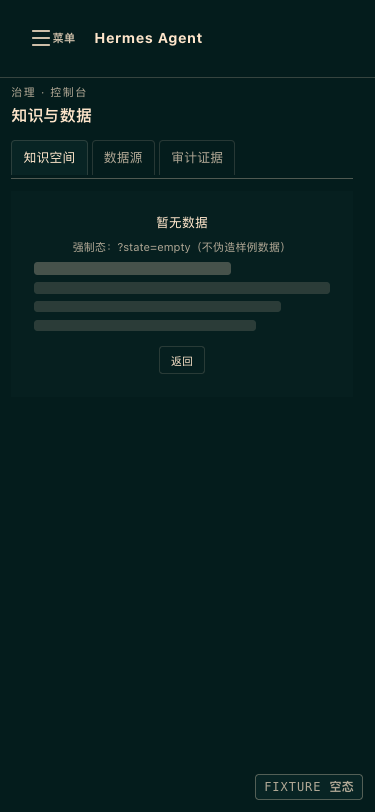 菜单 Hermes Agent
治理 · 控制台
知识与数据
知识空间 数据源 审计证据
暂无数据
强制态：?state=empty（不伪造样例数据）
返回
FIXTURE 空态